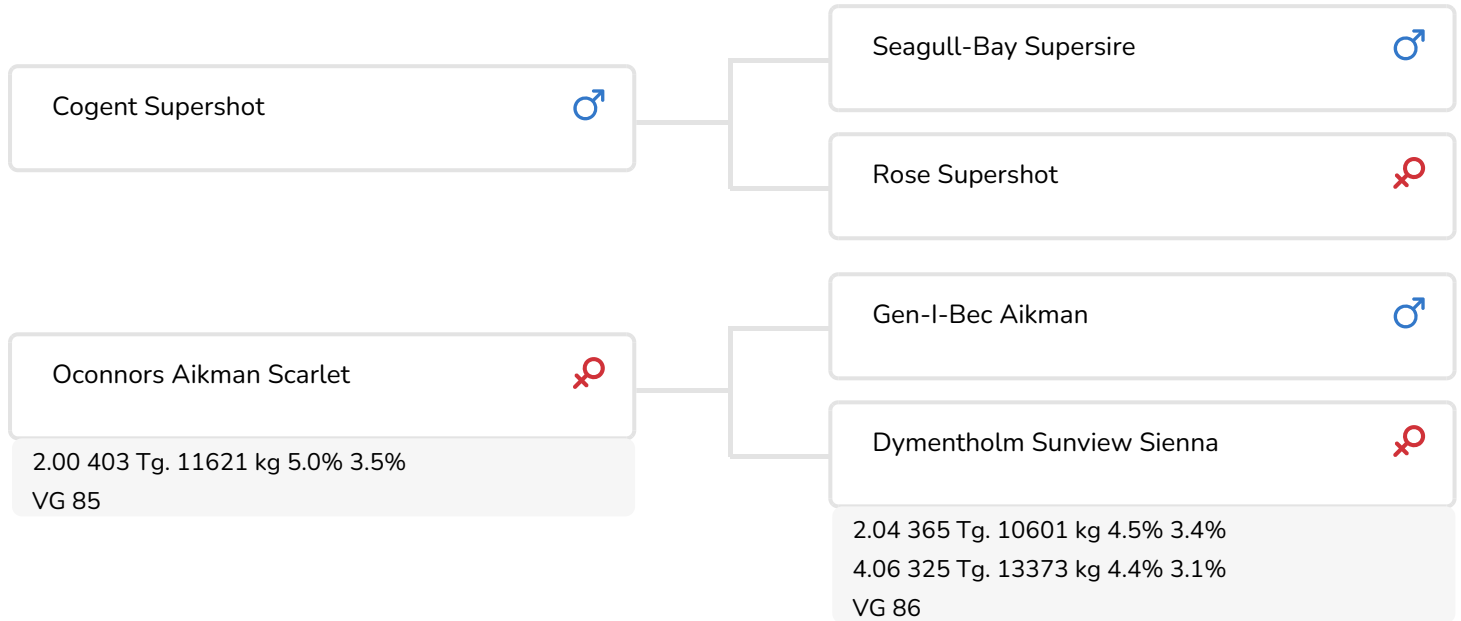 Seagull-Bay Supersire
Cogent Supershot
Rose Supershot
Gen-I-Bec Aikman
Oconnors Aikman Scarlet
2.00 403 Tg. 11621 kg 5.0% 3.5%
VG 85
Dymentholm Sunview Sienna
2.04 365 Tg. 10601 kg 4.5% 3.4%
4.06 325 Tg. 13373 kg 4.4% 3.1%
VG 86